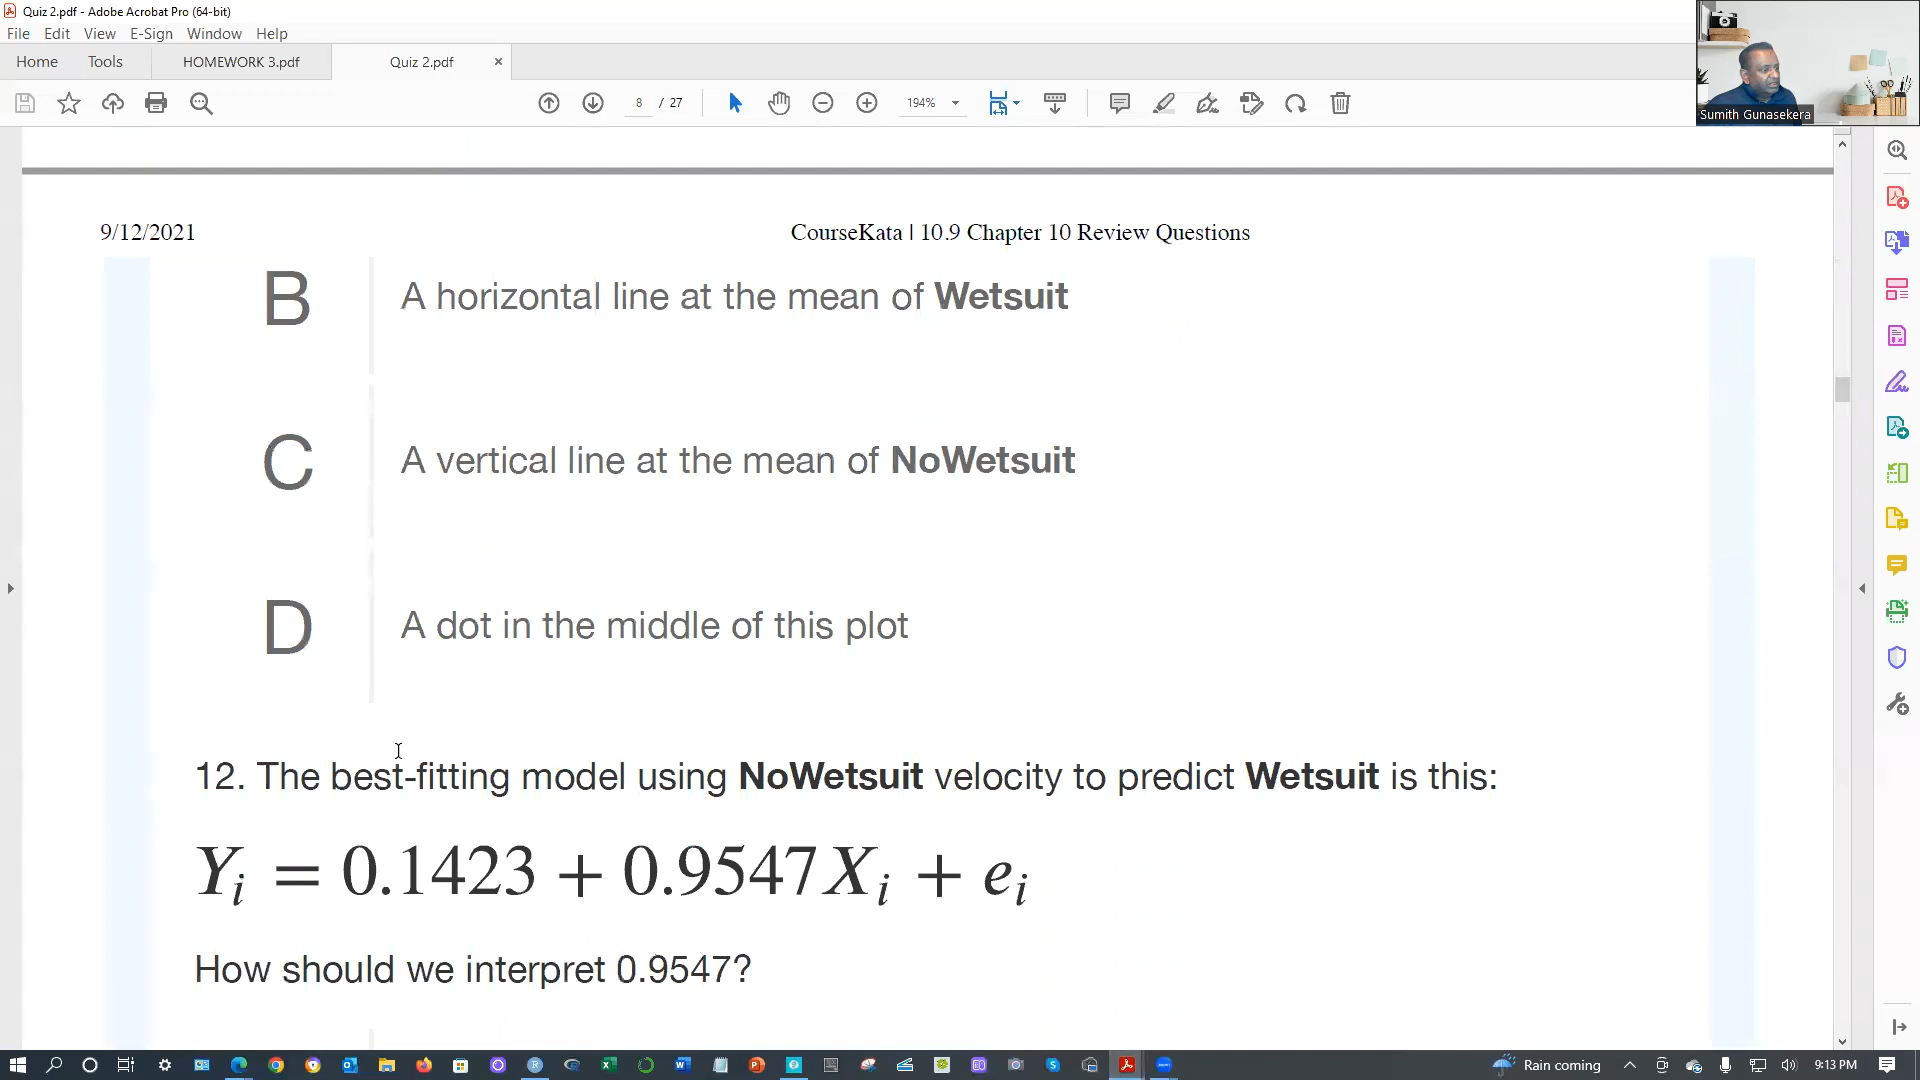 Quiz 2.pdf - Adobe Acrobat Pro (64-bit)
File Edit View E-Sign Window Help
Home Tools HOMEWORK 3.pdf Quiz 2.pdf ×
8 / 27 194%
Sumith Gunasekera
9/12/2021 CourseKata | 10.9 Chapter 10 Review Questions
B A horizontal line at the mean of Wetsuit
C A vertical line at the mean of NoWetsuit
D A dot in the middle of this plot
12. The best-fitting model using NoWetsuit velocity to predict Wetsuit is this:
Yᵢ = 0.1423 + 0.9547Xᵢ + eᵢ
How should we interpret 0.9547?
Rain coming 9:13 PM